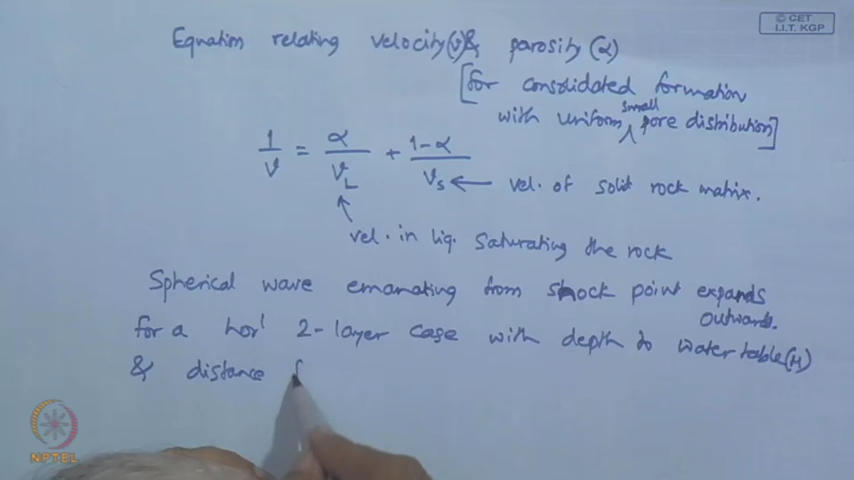 © CET
I.I.T. KGP
Equation relating velocity(v) & porosity (α)
[for consolidated formation
with uniform small pore distribution]
1/v = α/v_L + (1-α)/v_s ← vel. of solid rock matrix.
vel. in liq. saturating the rock
Spherical wave emanating from shock point expands
outwards.
for a hor'l 2-layer case with depth to water table(H)
& distance f
NPTEL